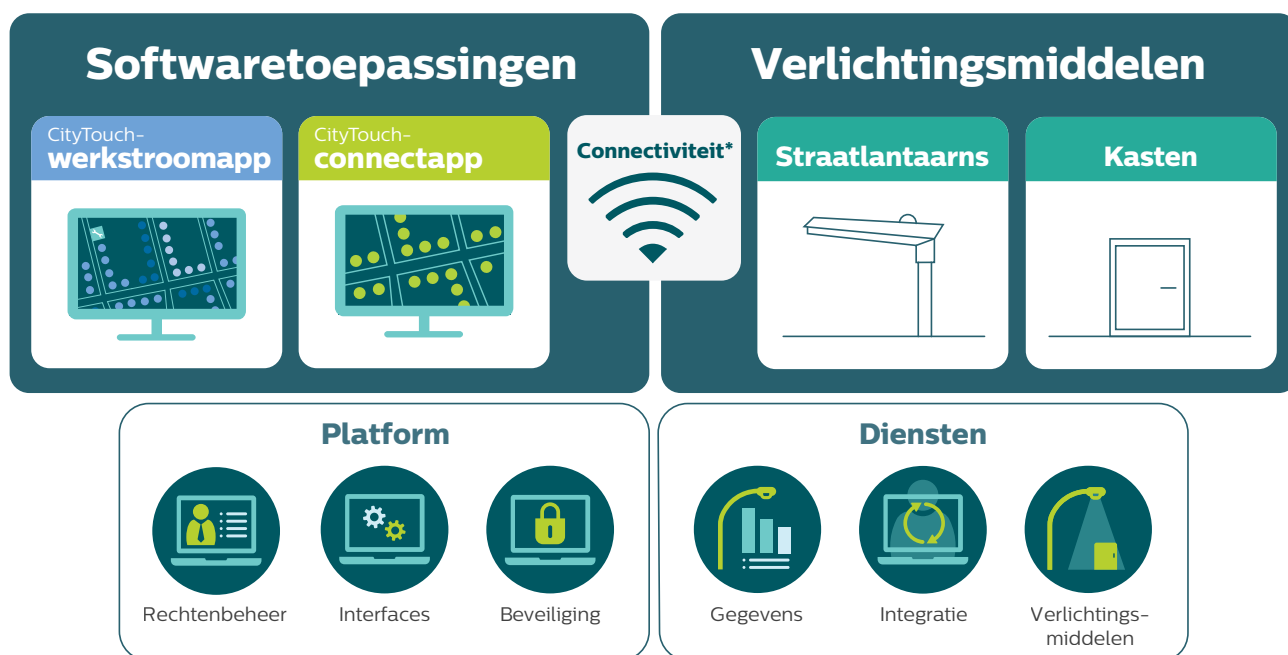 Softwaretoepassingen
CityTouch-
werkstroomapp
CityTouch-
connectapp
Connectiviteit*
Verlichtingsmiddelen
Straatlantaarns
Kasten
Platform
Rechtenbeheer
Interfaces
Beveiliging
Diensten
Gegevens
Integratie
Verlichtings-
middelen